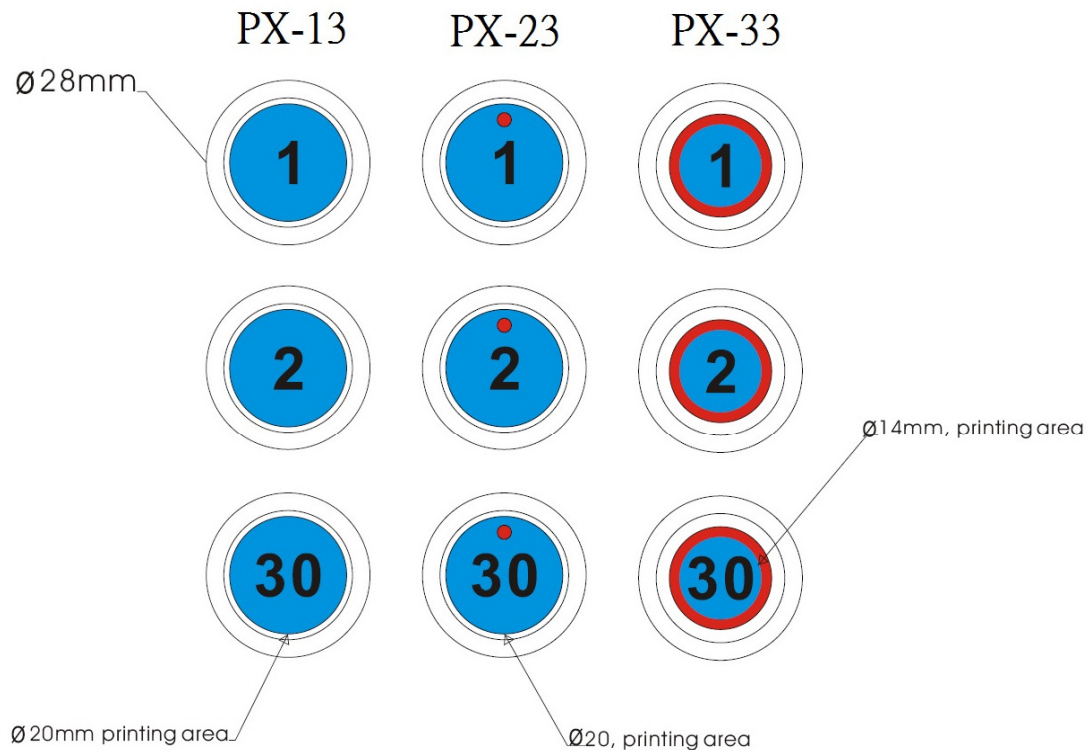 PX-13 PX-23 PX-33
Ø28mm
1 1 1
2 2 2
Ø14mm, printing area
30 30 30
Ø20mm printing area
Ø20, printing area